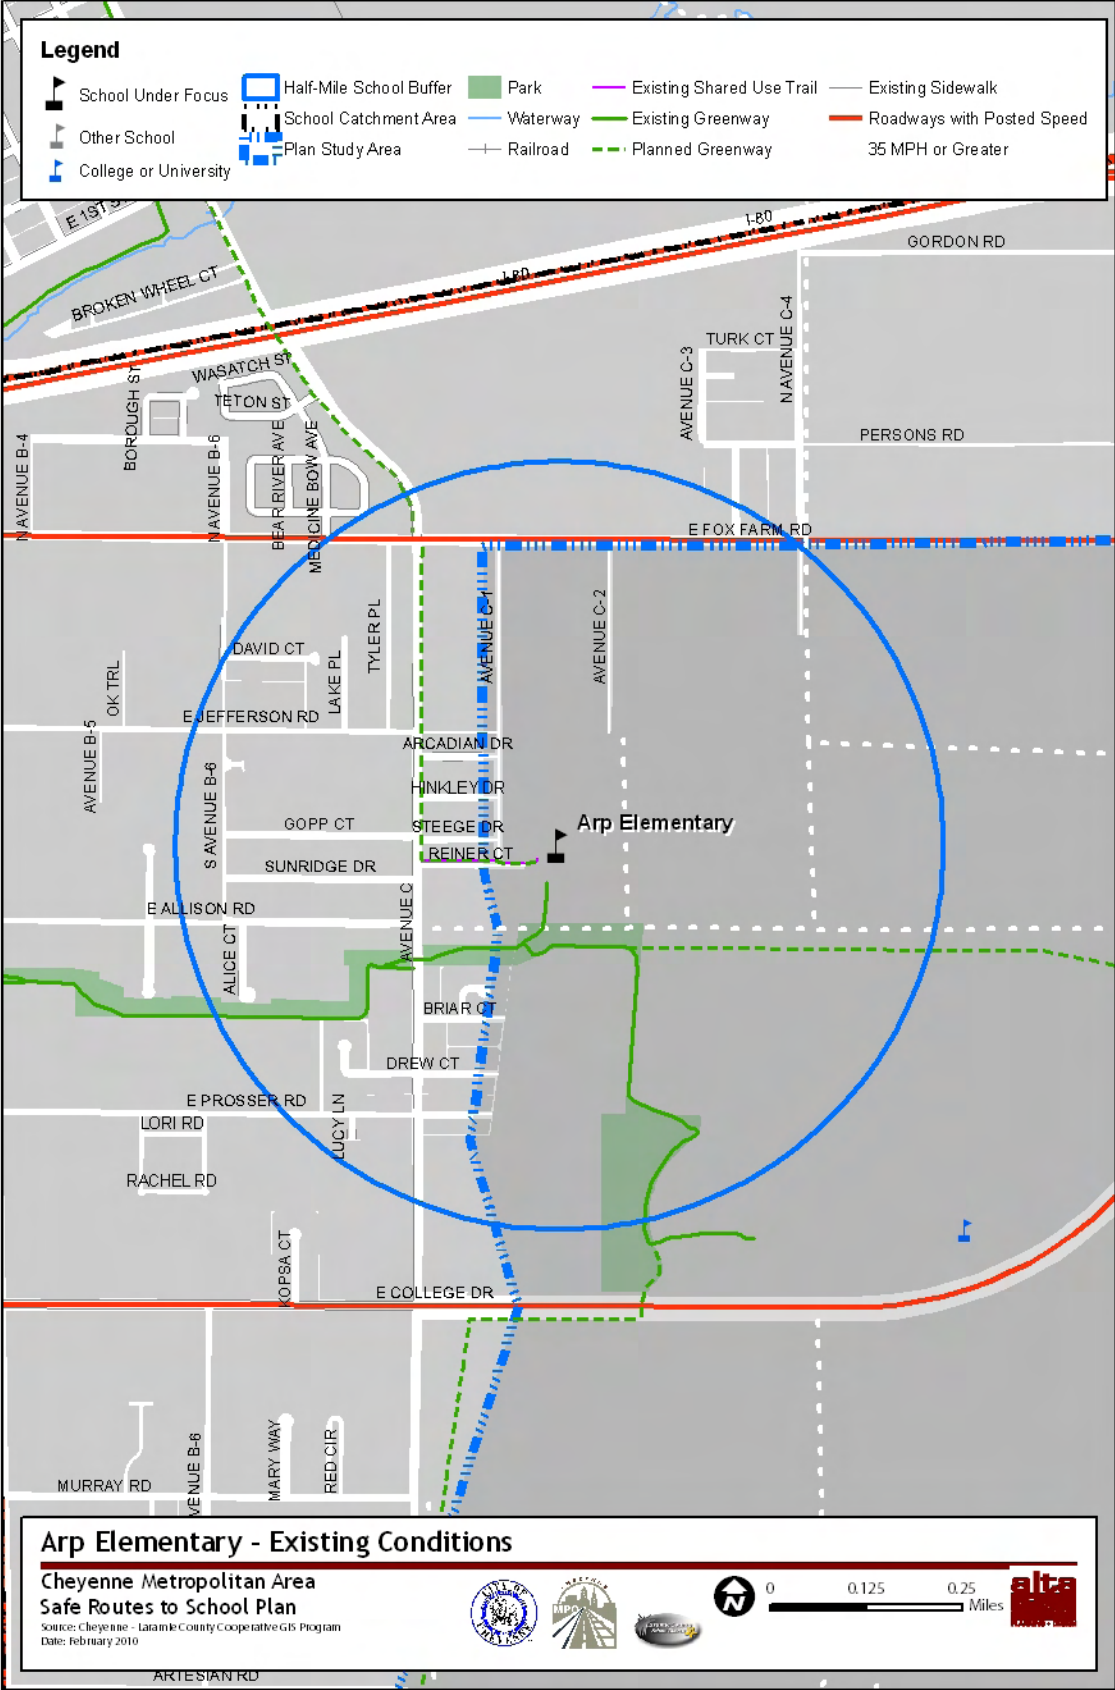 Legend
School Under Focus
Other School
College or University
Half-Mile School Buffer
School Catchment Area
Plan Study Area
Park
Waterway
Railroad
Existing Shared Use Trail
Existing Greenway
Planned Greenway
Existing Sidewalk
Roadways with Posted Speed
35 MPH or Greater
E 1ST S
I-80
GORDON RD
BROKEN WHEEL CT
I-80
N AVENUE C-4
TURK CT
AVENUE C-3
WASATCH ST
BOROUGH ST
TETON ST
N AVENUE B-4
N AVENUE B-6
BEAR RIVER AVE
MEDICINE BOW AVE
PERSONS RD
E FOX FARM RD
TYLER PL
AVENUE C-1
AVENUE C-2
DAVID CT
LAKE PL
OK TRL
E JEFFERSON RD
AVENUE B-5
ARCADIAN DR
S AVENUE B-6
HINKLEY DR
GOPP CT
STEEGE DR
Arp Elementary
REINER CT
SUNRIDGE DR
AVENUE C
E ALLISON RD
ALICE CT
BRIAR CT
DREW CT
E PROSSER RD
LUCY LN
LORI RD
RACHEL RD
KOPSA CT
E COLLEGE DR
MARY WAY
RED CIR
VENUE B-6
MURRAY RD
Arp Elementary - Existing Conditions
Cheyenne Metropolitan Area
Safe Routes to School Plan
Source: Cheyenne - Laramie County Cooperative GIS Program
Date: February 2010
CITY OF
CHEYENNE
MPO
N
0 0.125 0.25
Miles
alta
ARTESIAN RD